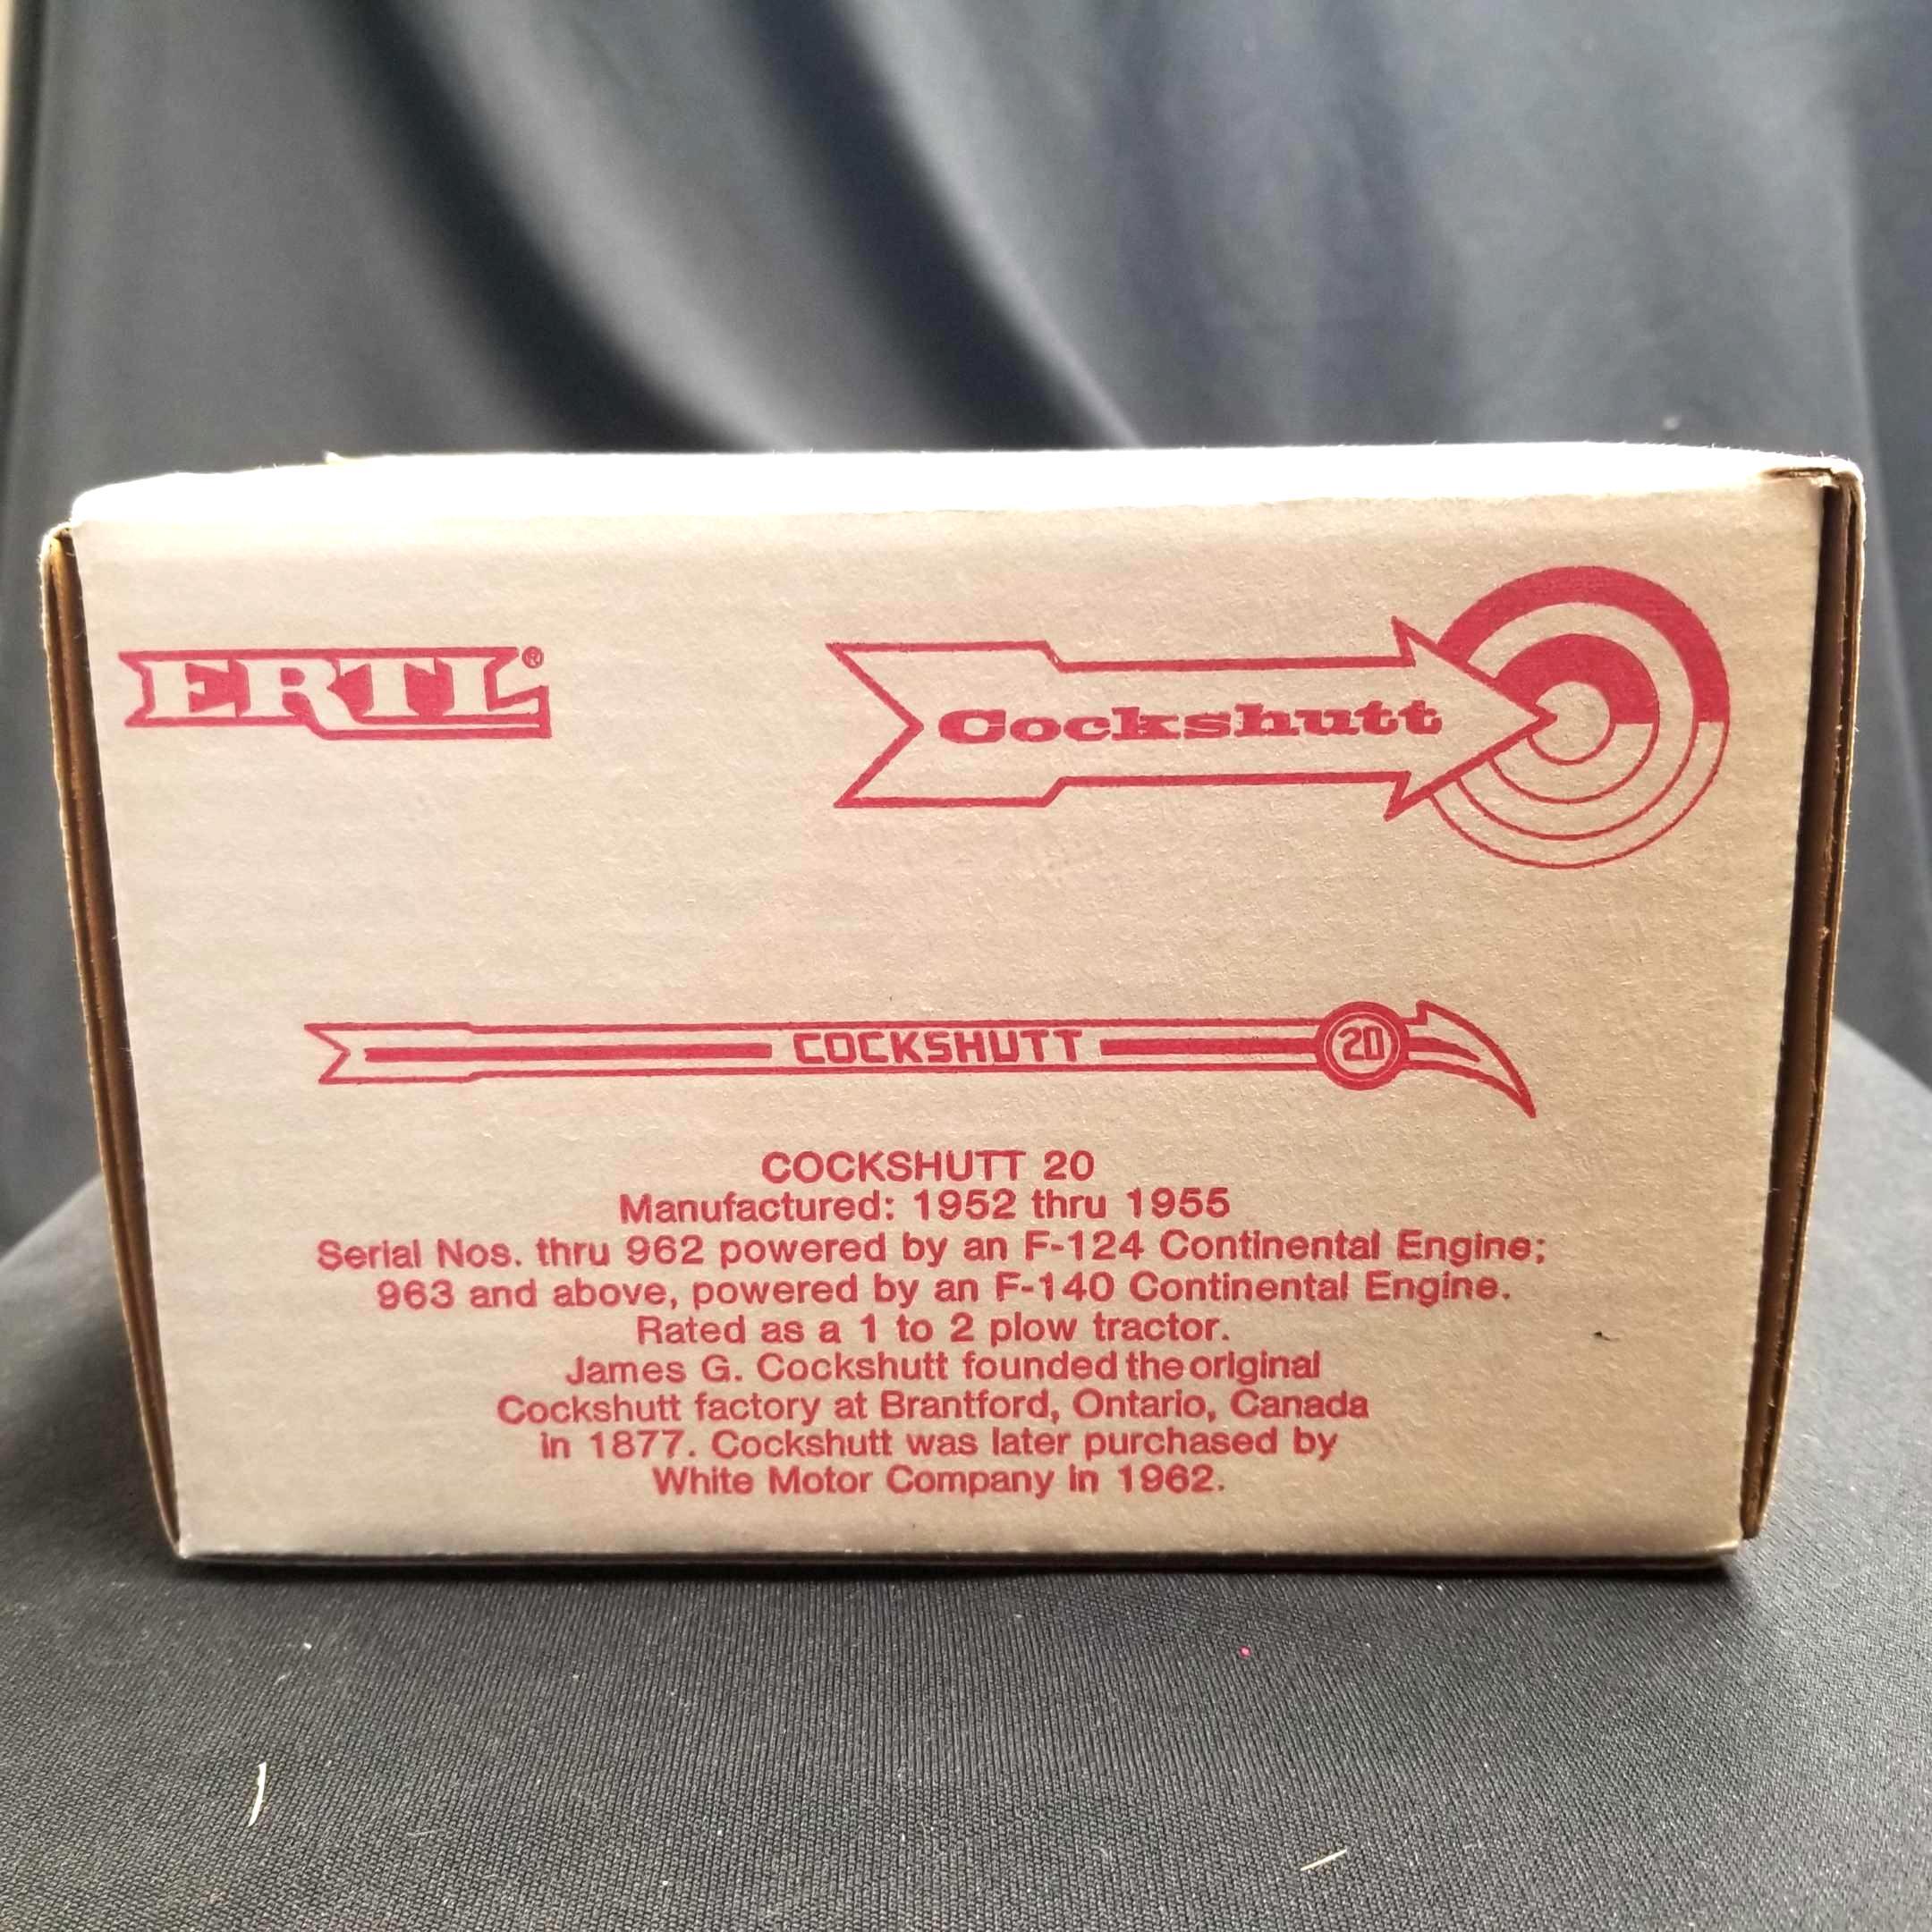 ERTL®
Cockshutt
COCKSHUTT 20
COCKSHUTT 20
Manufactured: 1952 thru 1955
Serial Nos. thru 962 powered by an F-124 Continental Engine;
963 and above, powered by an F-140 Continental Engine.
Rated as a 1 to 2 plow tractor.
James G. Cockshutt founded the original
Cockshutt factory at Brantford, Ontario, Canada
in 1877. Cockshutt was later purchased by
White Motor Company in 1962.